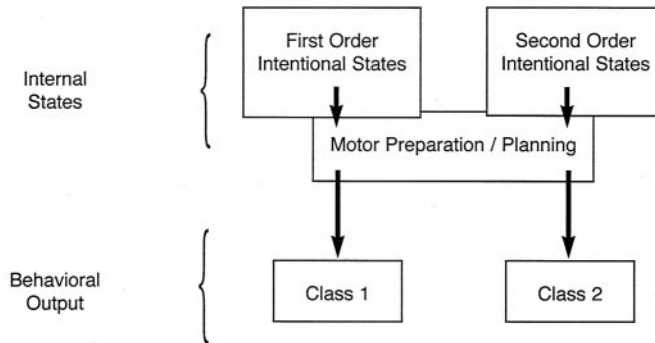 First Order
Intentional States
Second Order
Intentional States
Internal
States
Motor Preparation / Planning
Behavioral
Output
Class 1
Class 2